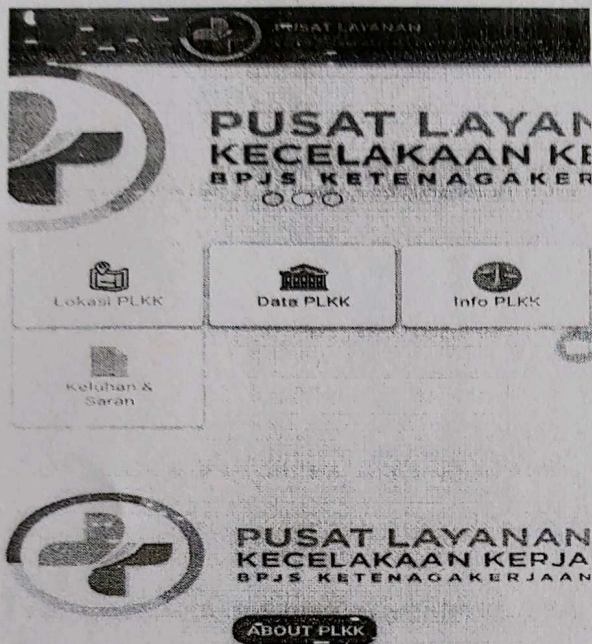 PUSAT LAYANAN
PUSAT LAYAN
KECELAKAAN KE
BPJS KETENAGAKER
Lokasi PLKK
Data PLKK
Info PLKK
Keluhan &
Saran
PUSAT LAYANAN
KECELAKAAN KERJA
BPJS KETENAGAKERJAAN
ABOUT PLKK